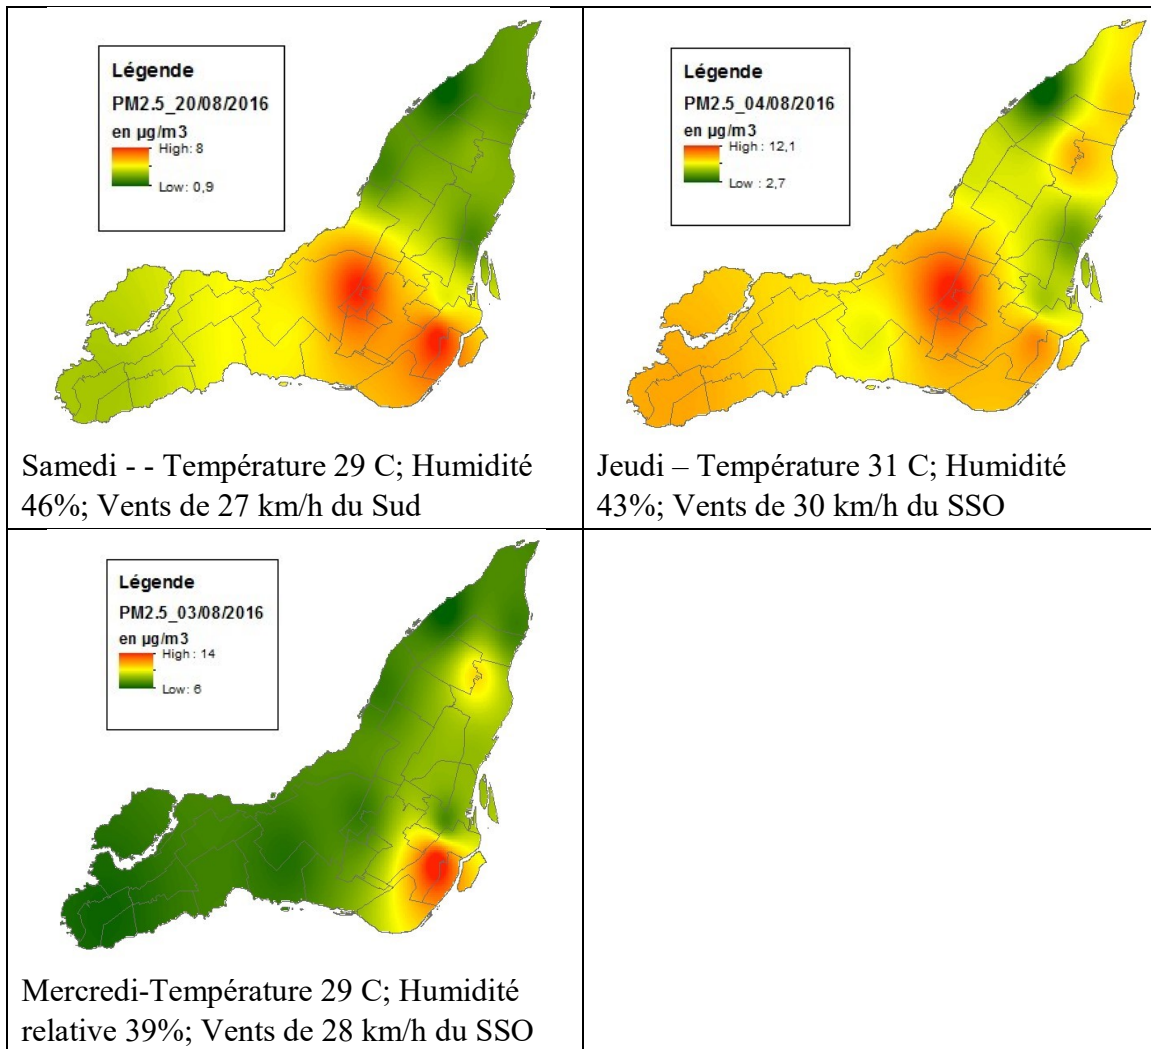 Légende
PM2.5_20/08/2016
en µg/m3
High: 8
Low: 0,9
Samedi - - Température 29 C; Humidité
46%; Vents de 27 km/h du Sud
Légende
PM2.5_04/08/2016
en µg/m3
High : 12,1
Low : 2,7
Jeudi – Température 31 C; Humidité
43%; Vents de 30 km/h du SSO
Légende
PM2.5_03/08/2016
en µg/m3
High : 14
Low: 6
Mercredi-Température 29 C; Humidité
relative 39%; Vents de 28 km/h du SSO